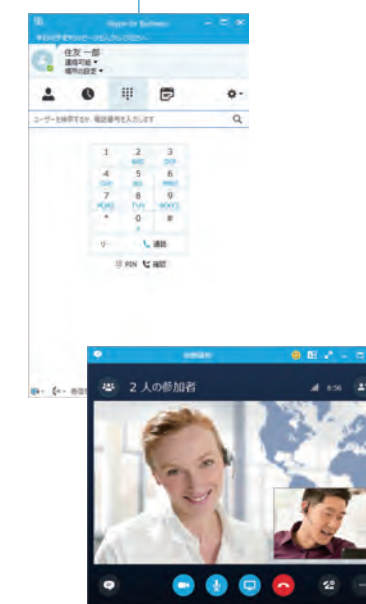 Skype for Business
住友 一郎
連絡可能
場所の設定
ユーザーを検索するか、電話番号を入力します
1 2 3
ABC DEF
4 5 6
GHI JKL MNO
7 8 9
PQRS TUV WXYZ
* 0 #
+
通話
PIN 確認
2 人の参加者
8:56